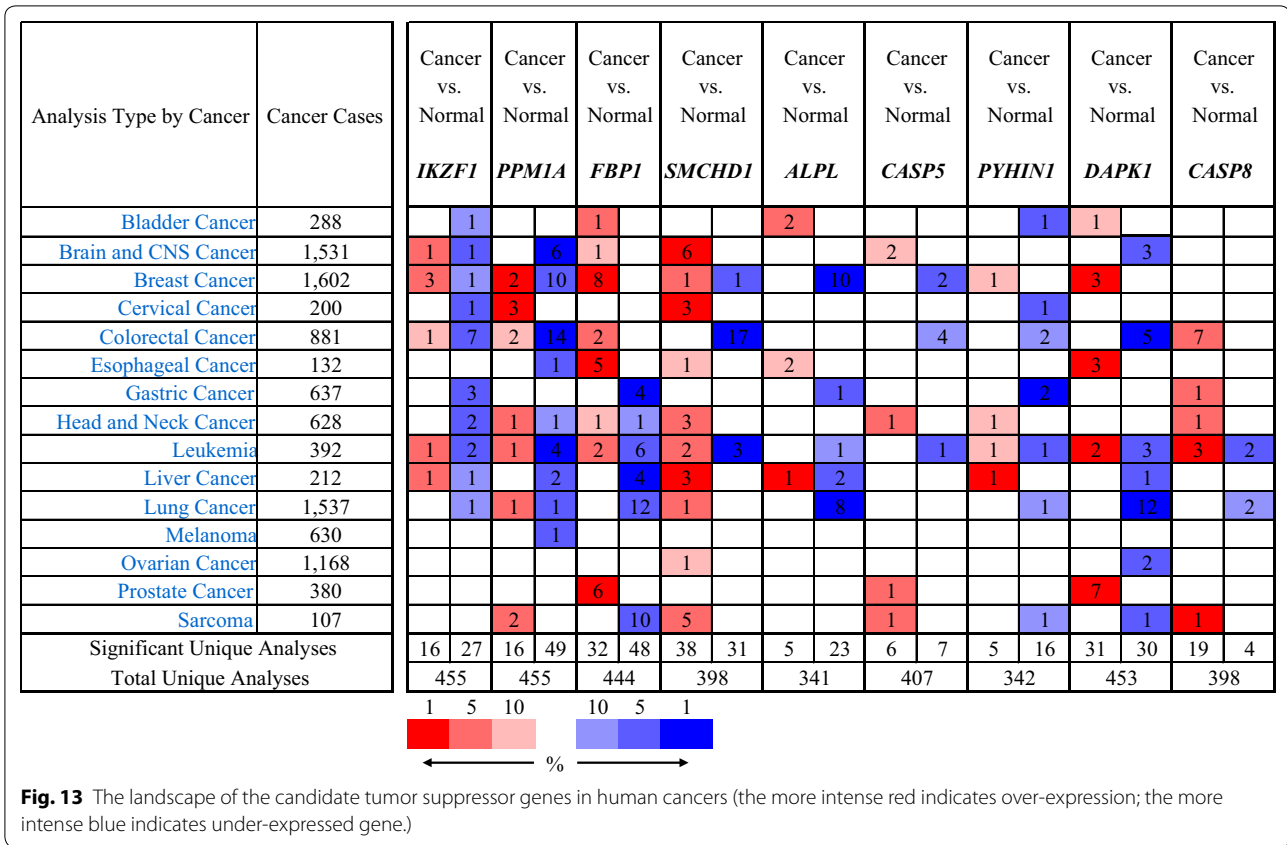 Analysis Type by Cancer Cancer Cases Cancer vs. Normal IKZF1 Cancer vs. Normal PPM1A Cancer vs. Normal FBP1 Cancer vs. Normal SMCHD1 Cancer vs. Normal ALPL Cancer vs. Normal CASP5 Cancer vs. Normal PYHIN1 Cancer vs. Normal DAPK1 Cancer vs. Normal CASP8
Bladder Cancer 288 1 1 2 1 1
Brain and CNS Cancer 1,531 1 1 6 1 6 2 3
Breast Cancer 1,602 3 1 2 10 8 1 1 10 2 1 3
Cervical Cancer 200 1 3 3 1
Colorectal Cancer 881 1 7 2 14 2 17 4 2 5 7
Esophageal Cancer 132 1 5 1 2 3
Gastric Cancer 637 3 4 1 2 1
Head and Neck Cancer 628 2 1 1 1 1 3 1 1 1
Leukemia 392 1 2 1 4 2 6 2 3 1 1 1 1 2 3 3 2
Liver Cancer 212 1 1 2 4 3 1 2 1 1
Lung Cancer 1,537 1 1 1 12 1 8 1 12 2
Melanoma 630 1
Ovarian Cancer 1,168 1 2
Prostate Cancer 380 6 1 7
Sarcoma 107 2 10 5 1 1 1 1
Significant Unique Analyses 16 27 16 49 32 48 38 31 5 23 6 7 5 16 31 30 19 4
Total Unique Analyses 455 455 444 398 341 407 342 453 398
1 5 10 10 5 1
%
Fig. 13 The landscape of the candidate tumor suppressor genes in human cancers (the more intense red indicates over-expression; the more
intense blue indicates under-expressed gene.)